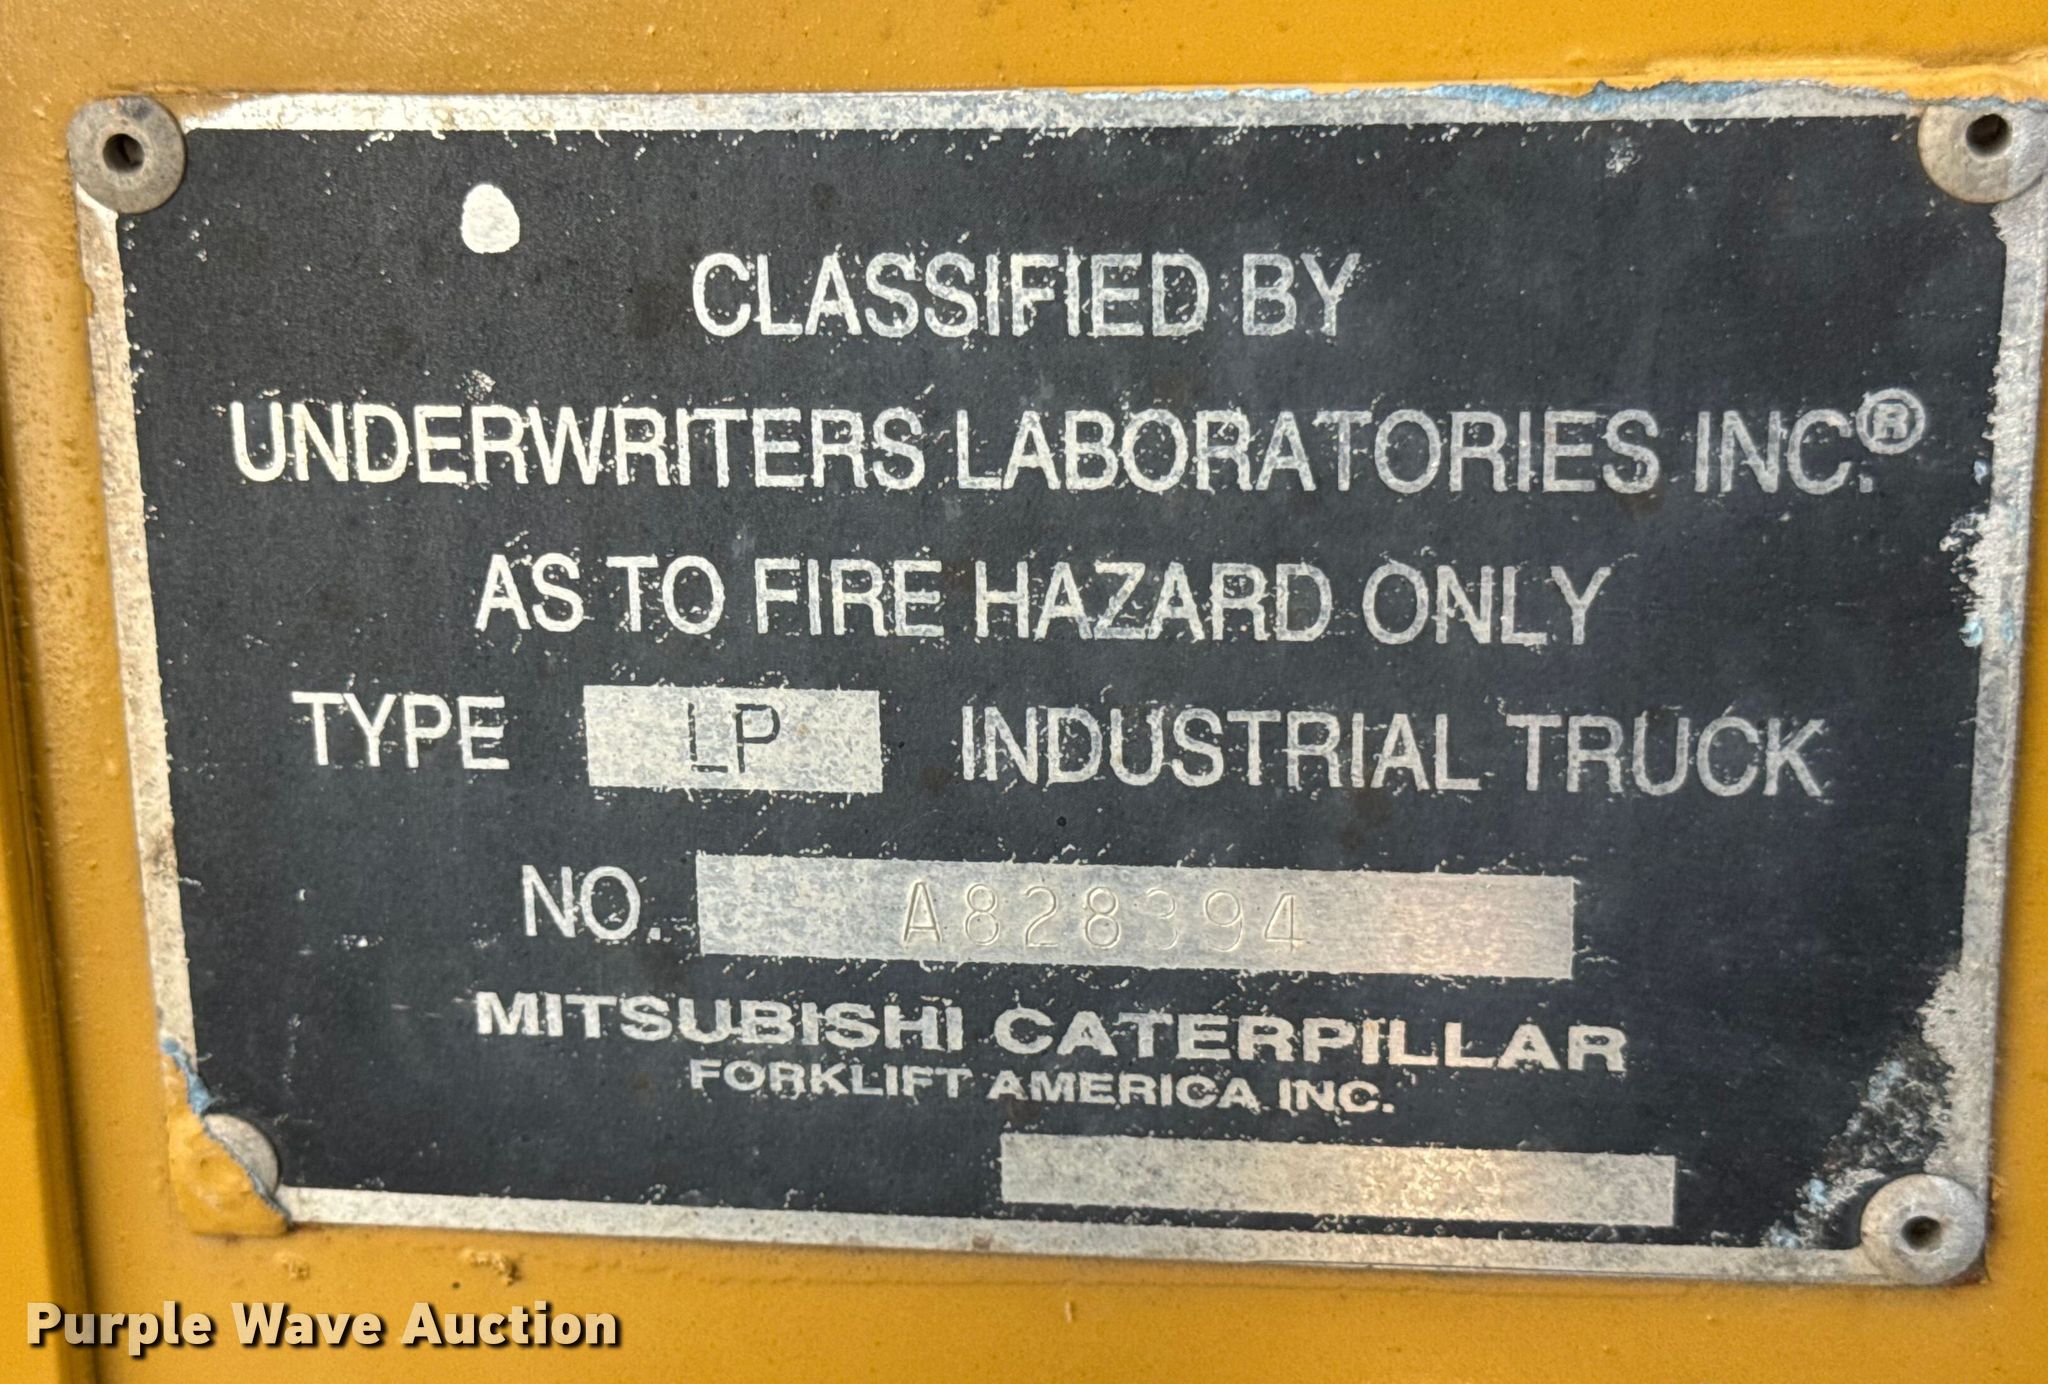 CLASSIFIED BY
UNDERWRITERS LABORATORIES INC.®
AS TO FIRE HAZARD ONLY
TYPE LP INDUSTRIAL TRUCK
NO. A828394
MITSUBISHI CATERPILLAR
FORKLIFT AMERICA INC.
Purple Wave Auction